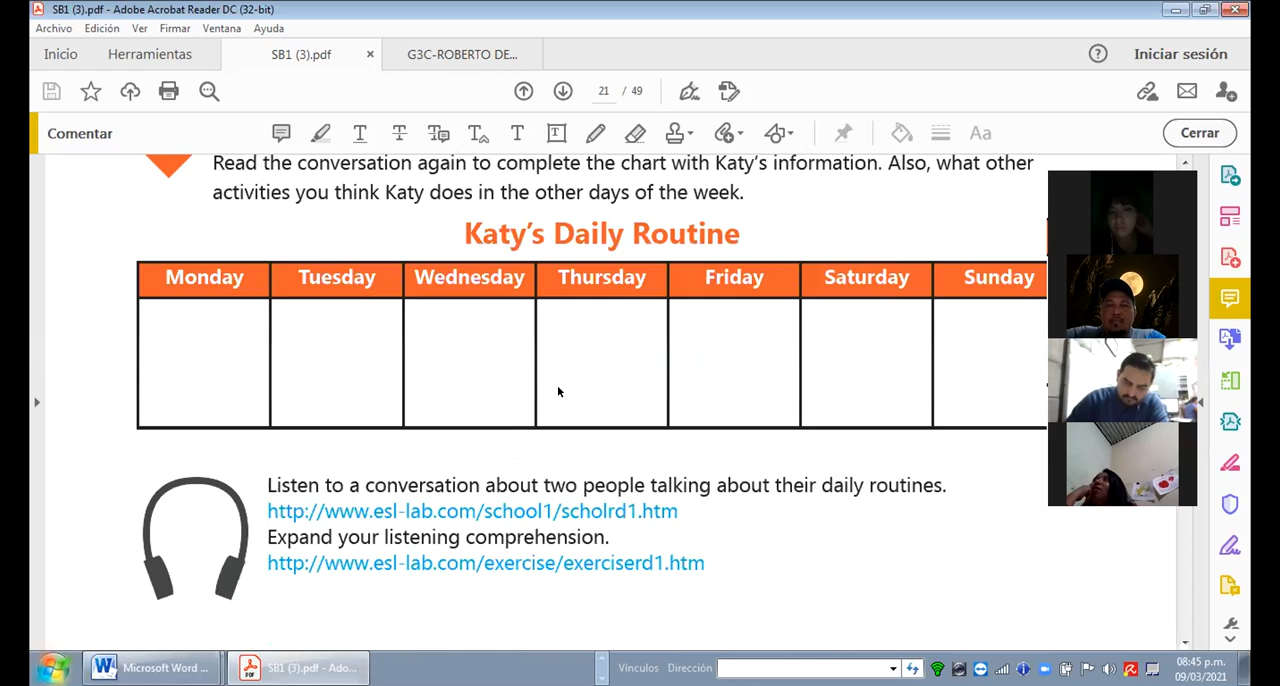 SB1 (3).pdf - Adobe Acrobat Reader DC (32-bit)
Archivo Edición Ver Firmar Ventana Ayuda
Inicio Herramientas SB1 (3).pdf × G3C-ROBERTO DE... ? Iniciar sesión
21 / 49
Comentar Aa Cerrar
Read the conversation again to complete the chart with Katy's information. Also, what other
activities you think Katy does in the other days of the week.
Katy's Daily Routine
Monday Tuesday Wednesday Thursday Friday Saturday Sunday
Listen to a conversation about two people talking about their daily routines.
http://www.esl-lab.com/school1/scholrd1.htm
Expand your listening comprehension.
http://www.esl-lab.com/exercise/exerciserd1.htm
Microsoft Word ... SB1 (3).pdf - Ado... Vínculos Dirección 08:45 p.m.
09/03/2021